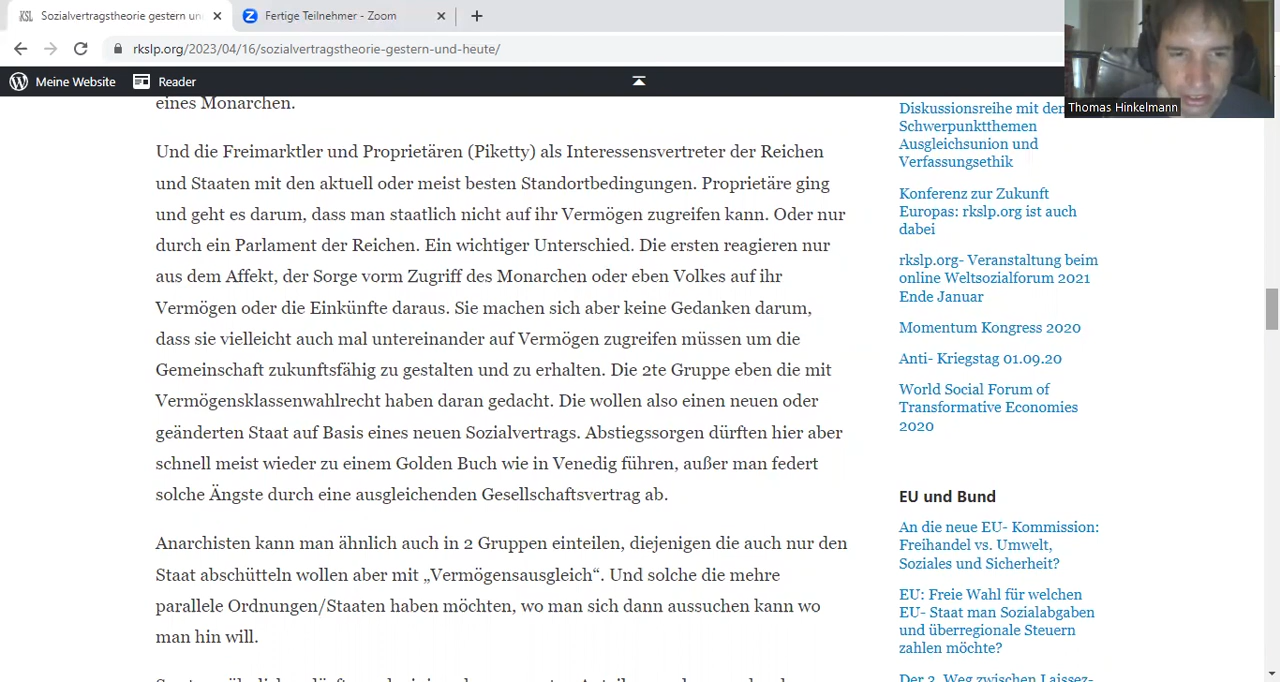 KSL Sozialvertragstheorie gestern un
Fertige Teilnehmer - Zoom
rkslp.org/2023/04/16/sozialvertragstheorie-gestern-und-heute/
Meine Website Reader
Thomas Hinkelmann
eines Monarchen.
Und die Freimarktler und Proprietären (Piketty) als Interessensvertreter der Reichen
und Staaten mit den aktuell oder meist besten Standortbedingungen. Proprietäre ging
und geht es darum, dass man staatlich nicht auf ihr Vermögen zugreifen kann. Oder nur
durch ein Parlament der Reichen. Ein wichtiger Unterschied. Die ersten reagieren nur
aus dem Affekt, der Sorge vorm Zugriff des Monarchen oder eben Volkes auf ihr
Vermögen oder die Einkünfte daraus. Sie machen sich aber keine Gedanken darum,
dass sie vielleicht auch mal untereinander auf Vermögen zugreifen müssen um die
Gemeinschaft zukunftsfähig zu gestalten und zu erhalten. Die 2te Gruppe eben die mit
Vermögensklassenwahlrecht haben daran gedacht. Die wollen also einen neuen oder
geänderten Staat auf Basis eines neuen Sozialvertrags. Abstiegssorgen dürften hier aber
schnell meist wieder zu einem Golden Buch wie in Venedig führen, außer man federt
solche Ängste durch eine ausgleichenden Gesellschaftsvertrag ab.
Anarchisten kann man ähnlich auch in 2 Gruppen einteilen, diejenigen die auch nur den
Staat abschütteln wollen aber mit „Vermögensausgleich“. Und solche die mehre
parallele Ordnungen/Staaten haben möchten, wo man sich dann aussuchen kann wo
man hin will.
Diskussionsreihe mit den
Schwerpunktthemen
Ausgleichsunion und
Verfassungsethik
Konferenz zur Zukunft
Europas: rkslp.org ist auch
dabei
rkslp.org- Veranstaltung beim
online Weltsozialforum 2021
Ende Januar
Momentum Kongress 2020
Anti- Kriegstag 01.09.20
World Social Forum of
Transformative Economies
2020
EU und Bund
An die neue EU- Kommission:
Freihandel vs. Umwelt,
Soziales und Sicherheit?
EU: Freie Wahl für welchen
EU- Staat man Sozialabgaben
und überregionale Steuern
zahlen möchte?
Der 3. Weg zwischen Laissez-